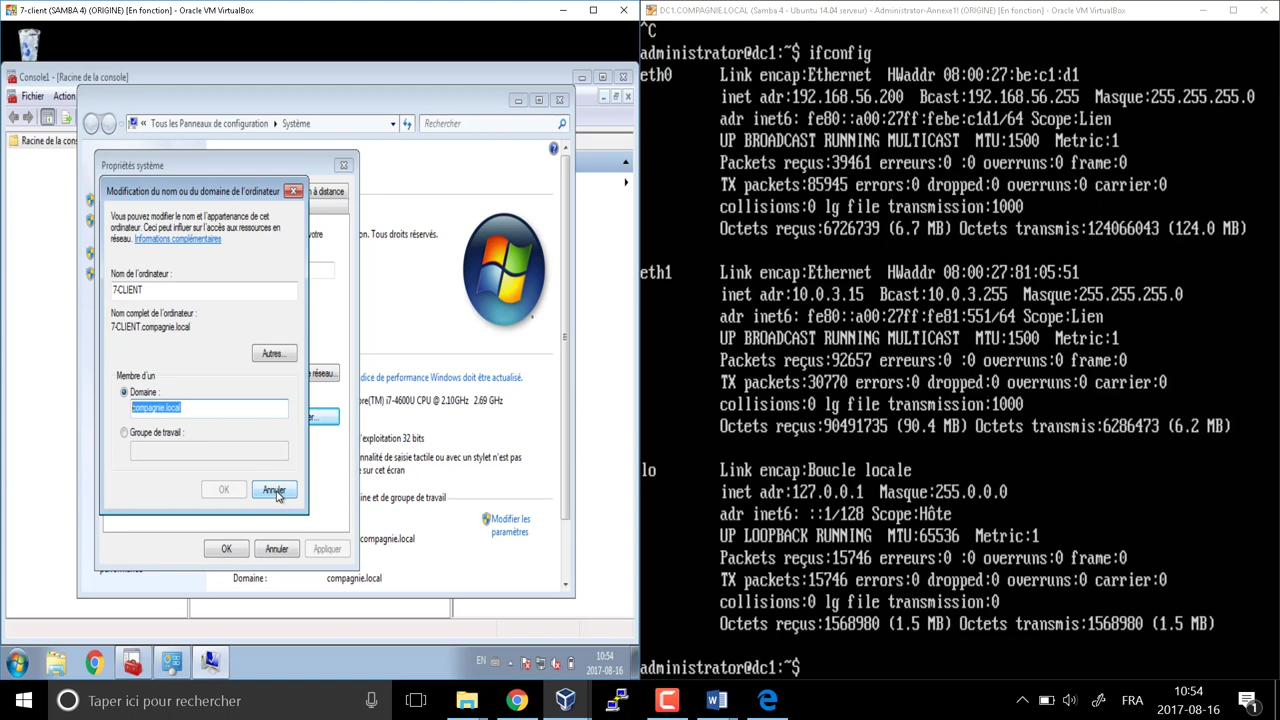 7-client (SAMBA 4) (ORIGINE) [En fonction] - Oracle VM VirtualBox
Console1 - [Racine de la console]
Fichier Action
Racine de la cons
« Tous les Panneaux de configuration › Système
Rechercher
Propriétés système
n à distance
Modification du nom ou du domaine de l'ordinateur
Vous pouvez modifier le nom et l'appartenance de cet
ordinateur. Ceci peut influer sur l'accès aux ressources en
réseau. Informations complémentaires
votre
on. Tous droits réservés.
Nom de l'ordinateur :
7-CLIENT
Nom complet de l'ordinateur :
7-CLIENT.compagnie.local
Autres...
Membre d'un
Domaine :
compagnie.local
Groupe de travail :
OK
Annuler
e réseau...
er...
dice de performance Windows doit être actualisé.
ore(TM) i7-4600U CPU @ 2.10GHz 2.69 GHz
'exploitation 32 bits
nnalité de saisie tactile ou avec un stylet n'est pas
e sur cet écran
ine et de groupe de travail
Modifier les
paramètres
compagnie.local
OK
Annuler
Appliquer
performance
Domaine :
compagnie.local
EN
10:54
2017-08-16
DC1.COMPAGNIE.LOCAL (Samba 4 - Ubuntu 14.04 serveur) - Administrator-Annexe1! (ORIGINE) [En fonction] - Oracle VM VirtualBox
^C
administrator@dc1:~$ ifconfig
eth0 Link encap:Ethernet HWaddr 08:00:27:be:c1:d1
inet adr:192.168.56.200 Bcast:192.168.56.255 Masque:255.255.255.0
adr inet6: fe80::a00:27ff:febe:c1d1/64 Scope:Lien
UP BROADCAST RUNNING MULTICAST MTU:1500 Metric:1
Packets reçus:39461 erreurs:0 :0 overruns:0 frame:0
TX packets:85945 errors:0 dropped:0 overruns:0 carrier:0
collisions:0 lg file transmission:1000
Octets reçus:6726739 (6.7 MB) Octets transmis:124066043 (124.0 MB)
eth1 Link encap:Ethernet HWaddr 08:00:27:81:05:51
inet adr:10.0.3.15 Bcast:10.0.3.255 Masque:255.255.255.0
adr inet6: fe80::a00:27ff:fe81:551/64 Scope:Lien
UP BROADCAST RUNNING MULTICAST MTU:1500 Metric:1
Packets reçus:92657 erreurs:0 :0 overruns:0 frame:0
TX packets:30770 errors:0 dropped:0 overruns:0 carrier:0
collisions:0 lg file transmission:1000
Octets reçus:90491735 (90.4 MB) Octets transmis:6286473 (6.2 MB)
lo Link encap:Boucle locale
inet adr:127.0.0.1 Masque:255.0.0.0
adr inet6: ::1/128 Scope:Hôte
UP LOOPBACK RUNNING MTU:65536 Metric:1
Packets reçus:15746 erreurs:0 :0 overruns:0 frame:0
TX packets:15746 errors:0 dropped:0 overruns:0 carrier:0
collisions:0 lg file transmission:0
Octets reçus:1568980 (1.5 MB) Octets transmis:1568980 (1.5 MB)
administrator@dc1:~$
Taper ici pour rechercher
FRA
10:54
2017-08-16
1